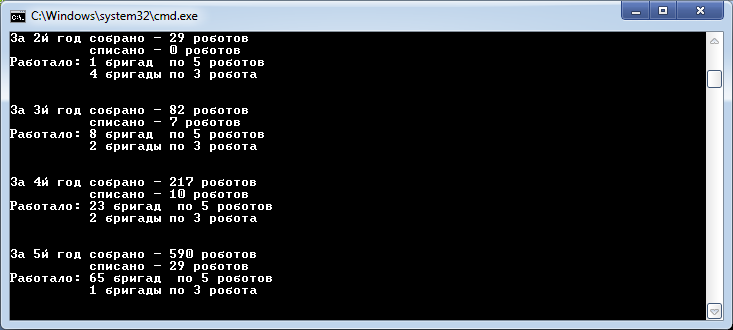 C:\Windows\system32\cmd.exe
За 2й год собрано - 29 роботов
списано - 0 роботов
Работало: 1 бригад  по 5 роботов
4 бригады по 3 робота
За 3й год собрано - 82 роботов
списано - 7 роботов
Работало: 8 бригад  по 5 роботов
2 бригады по 3 робота
За 4й год собрано - 217 роботов
списано - 10 роботов
Работало: 23 бригад  по 5 роботов
2 бригады по 3 робота
За 5й год собрано - 590 роботов
списано - 29 роботов
Работало: 65 бригад  по 5 роботов
1 бригады по 3 робота